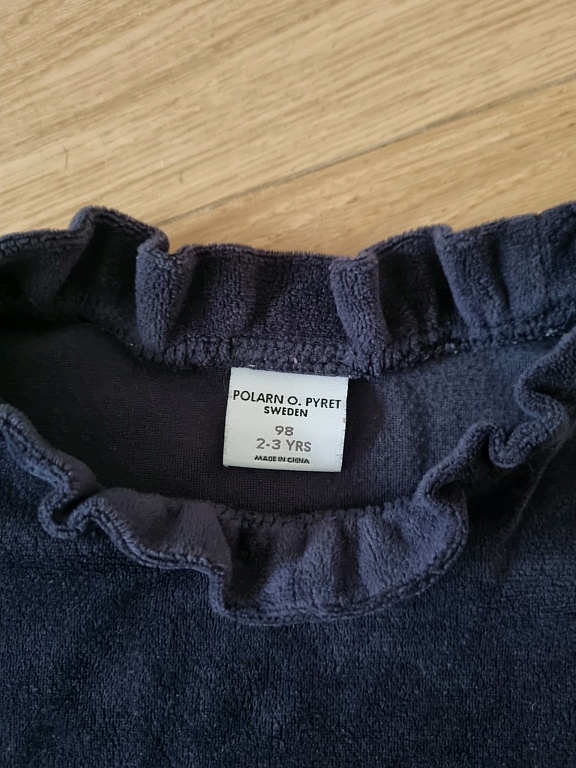 POLARN O. PYRET
SWEDEN
98
2-3 YRS
MADE IN CHINA